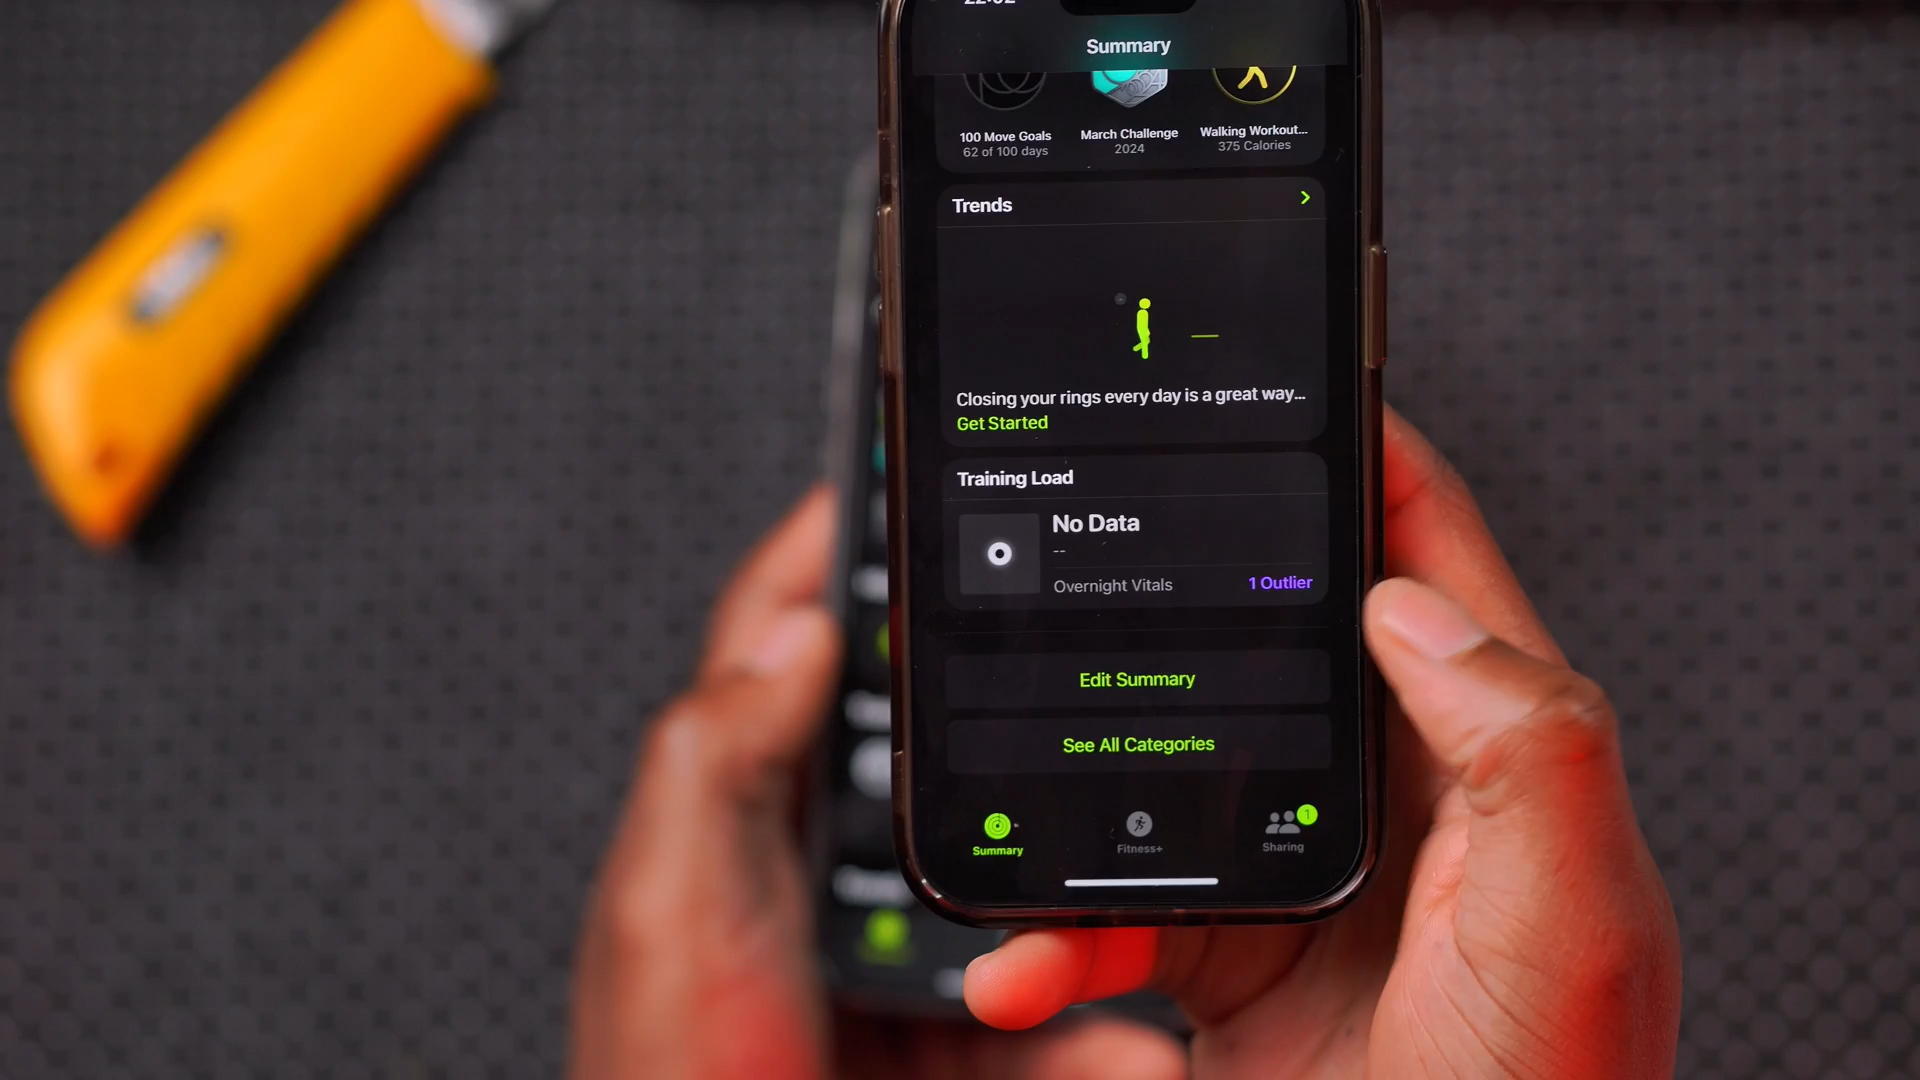 Summary
100 Move Goals
62 of 100 days
March Challenge
2024
Walking Workout...
375 Calories
Trends
Closing your rings every day is a great way...
Get Started
Training Load
No Data
--
Overnight Vitals
1 Outlier
Edit Summary
See All Categories
Summary
Fitness+
1
Sharing